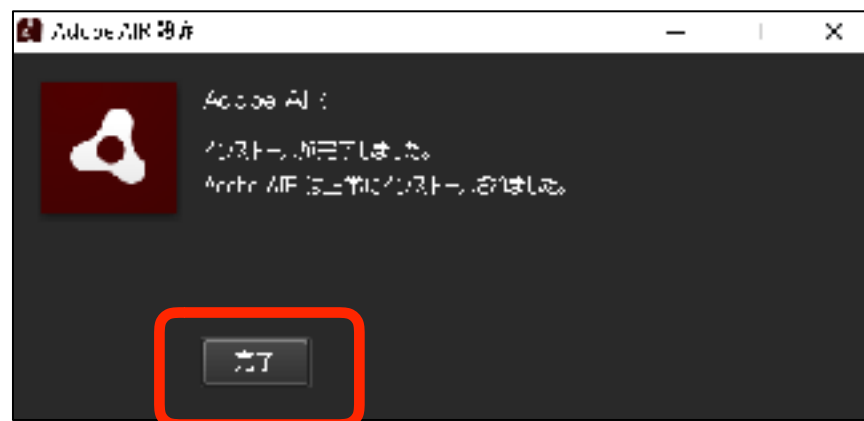 Adobe AIR 設定
Adobe AIR
インストールが完了しました。
Adobe AIR は正常にインストールされました。
完了